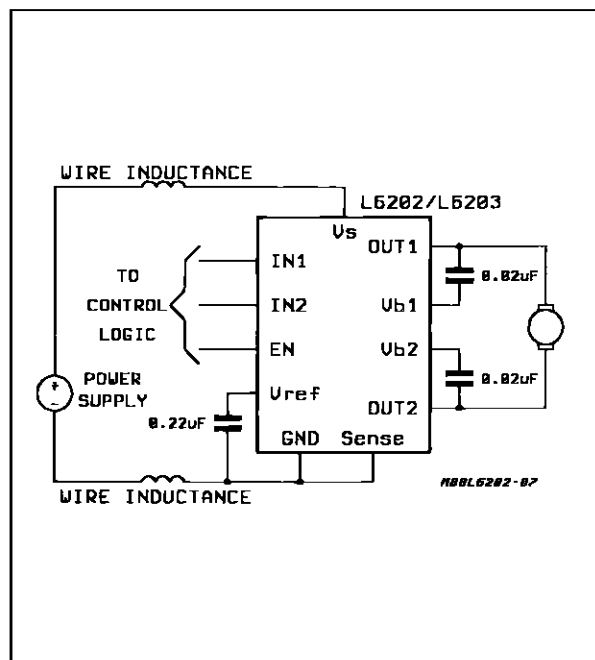 WIRE INDUCTANCE
L6202/L6203
Vs
OUT1
IN1
0.02uF
TO
CONTROL
LOGIC
IN2
Vb1
EN
Vb2
POWER
SUPPLY
+
-
Vref
0.02uF
0.22uF
OUT2
GND
Sense
M88L6202-07
WIRE INDUCTANCE